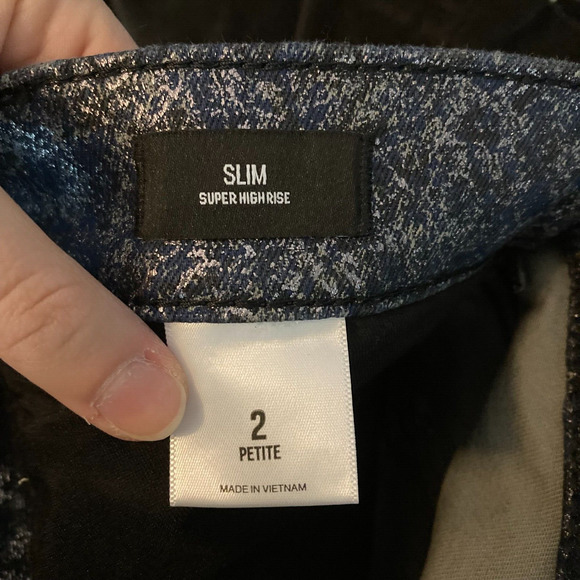 SLIM
SUPER HIGH RISE
2
PETITE
MADE IN VIETNAM